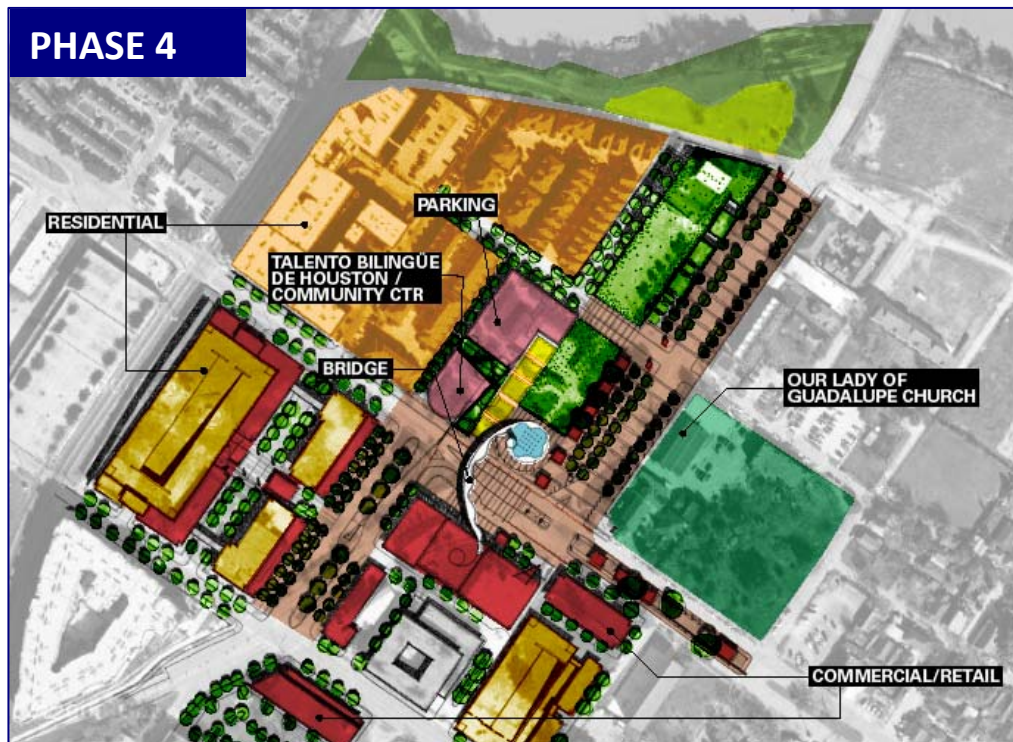 PHASE 4
PARKING
RESIDENTIAL
TALENTO BILINGÜE
DE HOUSTON /
COMMUNITY CTR
BRIDGE
OUR LADY OF
GUADALUPE CHURCH
COMMERCIAL/RETAIL